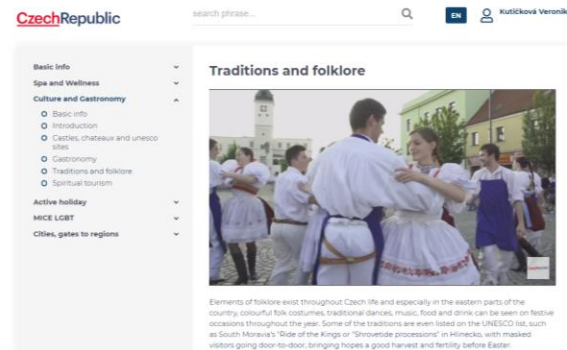 CzechRepublic
search phrase...
EN
Kutičková Veronik
Basic info
Spa and Wellness
Culture and Gastronomy
Basic info
Introduction
Castles, chateaux and unesco
sites
Gastronomy
Traditions and folklore
Spiritual tourism
Active holiday
MICE LGBT
Cities, gates to regions
Traditions and folklore
Elements of folklore exist throughout Czech life and especially in the eastern parts of the
country, colourful folk costumes, traditional dances, music, food and drink can be seen on festive
occasions throughout the year. Some of the traditions are even listed on the UNESCO list, such
as South Moravia's "Ride of the Kings or "Shrovetide processions" in Hlinecko, with masked
visitors going door-to-door, bringing hopes a good harvest and fertility before Easter.